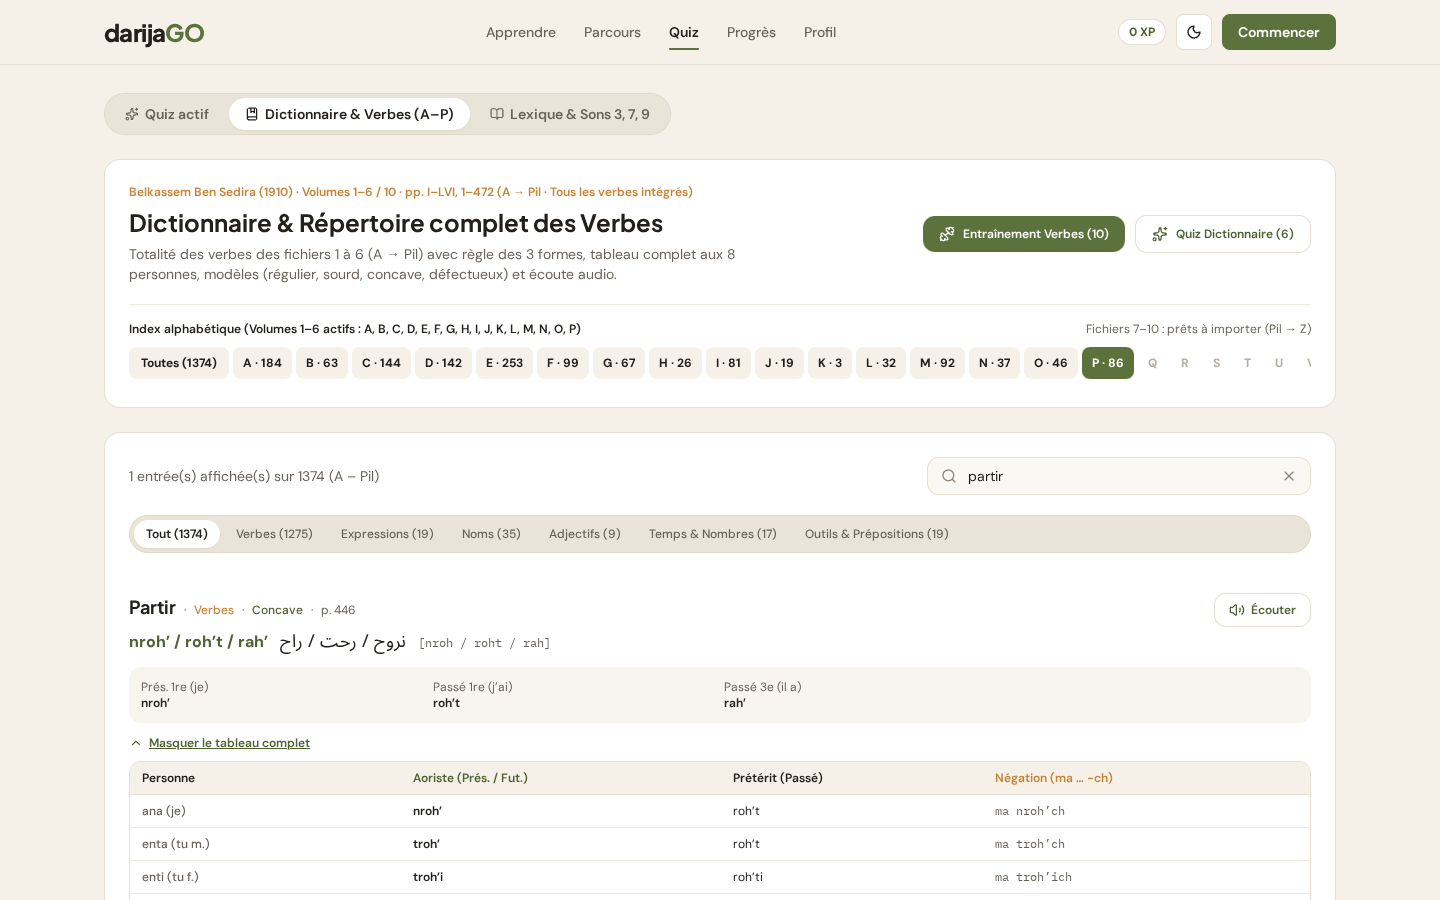 darijaGO
Apprendre Parcours Quiz Progrès Profil
0 XP
Commencer
Quiz actif
Dictionnaire & Verbes (A–P)
Lexique & Sons 3, 7, 9
Belkassem Ben Sedira (1910) · Volumes 1–6 / 10 · pp. I–LVI, 1–472 (A → Pil · Tous les verbes intégrés)
Dictionnaire & Répertoire complet des Verbes
Totalité des verbes des fichiers 1 à 6 (A → Pil) avec règle des 3 formes, tableau complet aux 8
personnes, modèles (régulier, sourd, concave, défectueux) et écoute audio.
Entraînement Verbes (10)
Quiz Dictionnaire (6)
Index alphabétique (Volumes 1–6 actifs : A, B, C, D, E, F, G, H, I, J, K, L, M, N, O, P)
Fichiers 7–10 : prêts à importer (Pil → Z)
Toutes (1374) A · 184 B · 63 C · 144 D · 142 E · 253 F · 99 G · 67 H · 26 I · 81 J · 19 K · 3 L · 32 M · 92 N · 37 O · 46 P · 86 Q R S T U
1 entrée(s) affichée(s) sur 1374 (A – Pil)
partir
Tout (1374) Verbes (1275) Expressions (19) Noms (35) Adjectifs (9) Temps & Nombres (17) Outils & Prépositions (19)
Partir · Verbes · Concave · p. 446
Écouter
nroh’ / roh’t / rah’ نروح / رحت / راح [nroh / roht / rah]
Prés. 1re (je) Passé 1re (j’ai) Passé 3e (il a)
nroh’ roh’t rah’
Masquer le tableau complet
Personne Aoriste (Prés. / Fut.) Prétérit (Passé) Négation (ma … -ch)
ana (je) nroh’ roh’t ma nroh’ch
enta (tu m.) troh’ roh’t ma troh’ch
enti (tu f.) troh’i roh’ti ma troh’ich